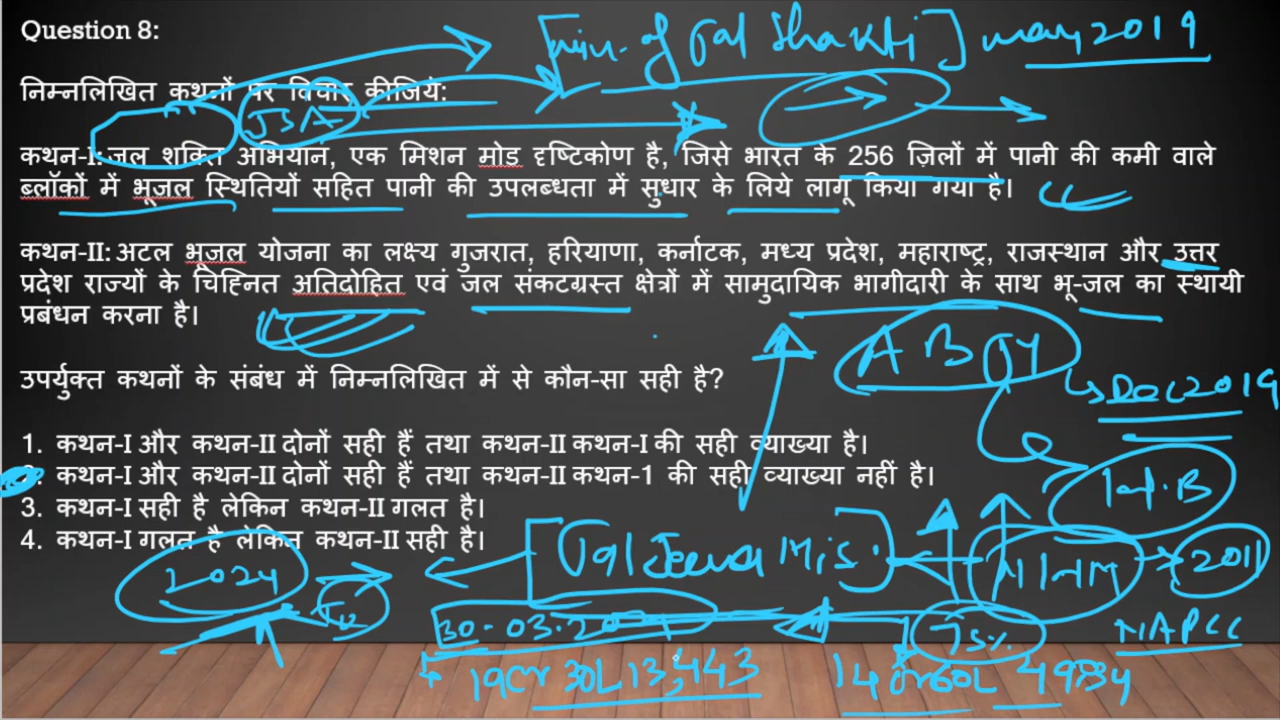 Question 8:
[Min. of Jal Shakti] may 2019
निम्नलिखित कथनों पर विचार कीजिये:
JSA
कथन-I: जल शक्ति अभियान, एक मिशन मोड दृष्टिकोण है, जिसे भारत के 256 ज़िलों में पानी की कमी वाले
ब्लॉकों में भूजल स्थितियों सहित पानी की उपलब्धता में सुधार के लिये लागू किया गया है।
कथन-II: अटल भूजल योजना का लक्ष्य गुजरात, हरियाणा, कर्नाटक, मध्य प्रदेश, महाराष्ट्र, राजस्थान और उत्तर
प्रदेश राज्यों के चिह्नित अतिदोहित एवं जल संकटग्रस्त क्षेत्रों में सामुदायिक भागीदारी के साथ भू-जल का स्थायी
प्रबंधन करना है।
ABJY
उपर्युक्त कथनों के संबंध में निम्नलिखित में से कौन-सा सही है?
Dec 2019
1. कथन-I और कथन-II दोनों सही हैं तथा कथन-II कथन-I की सही व्याख्या है।
2. कथन-I और कथन-II दोनों सही हैं तथा कथन-II कथन-1 की सही व्याख्या नहीं है।
3. कथन-I सही है लेकिन कथन-II गलत है।
4. कथन-I गलत है लेकिन कथन-II सही है।
[Jal Jeevan Mis.]
2024
2011
75%
NAPCC
19Cr 30L 13,443